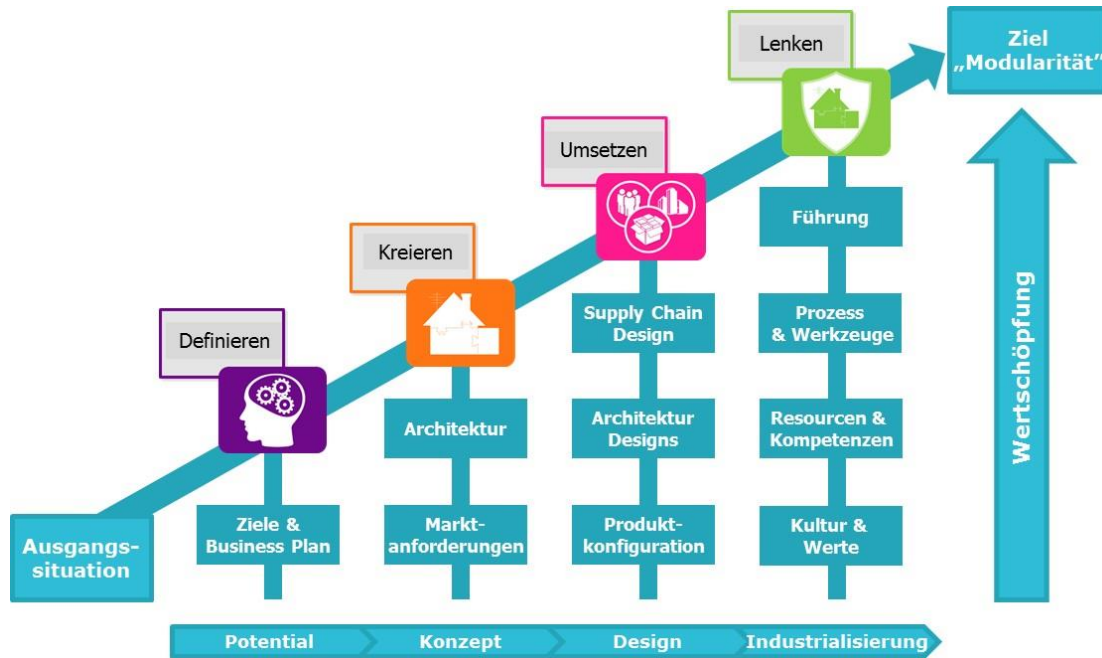 Lenken
Ziel
„Modularität”
Umsetzen
Führung
Kreieren
Supply Chain
Design
Prozess
& Werkzeuge
Definieren
Architektur
Architektur
Designs
Resourcen &
Kompetenzen
Wertschöpfung
Ausgangs-
situation
Ziele &
Business Plan
Markt-
anforderungen
Produkt-
konfiguration
Kultur &
Werte
Potential
Konzept
Design
Industrialisierung